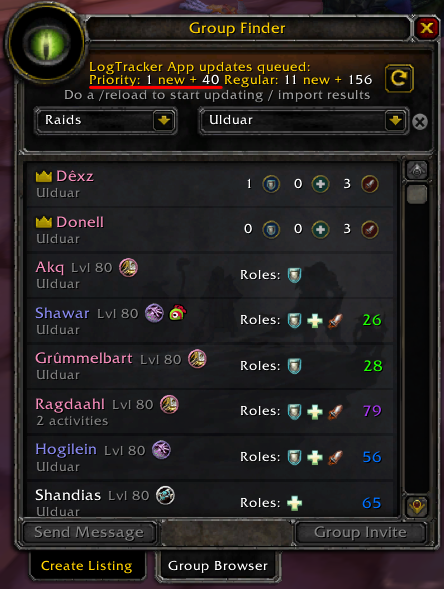 Group Finder
LogTracker App updates queued:
Priority: 1 new + 40 Regular: 11 new + 156
Do a /reload to start updating / import results
Raids Ulduar
Dêxz 1 0 3
Ulduar
Donell 0 0 3
Ulduar
Akq Lvl 80 Roles:
Ulduar
Shawar Lvl 80 Roles: 26
Ulduar
Grûmmelbart Lvl 80 Roles: 28
Ulduar
Ragdaahl Lvl 80 Roles: 79
2 activities
Hogilein Lvl 80 Roles: 56
Ulduar
Shandias Lvl 80 Roles: 65
Ulduar
Send Message Group Invite
Create Listing Group Browser